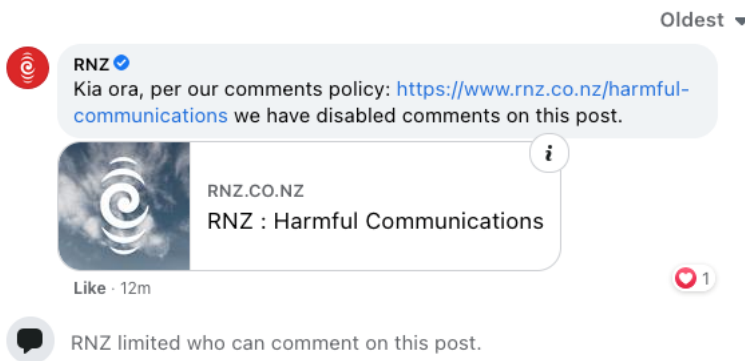 Oldest
RNZ
Kia ora, per our comments policy: https://www.rnz.co.nz/harmful-
communications we have disabled comments on this post.
i
RNZ.CO.NZ
RNZ : Harmful Communications
Like · 12m
1
RNZ limited who can comment on this post.